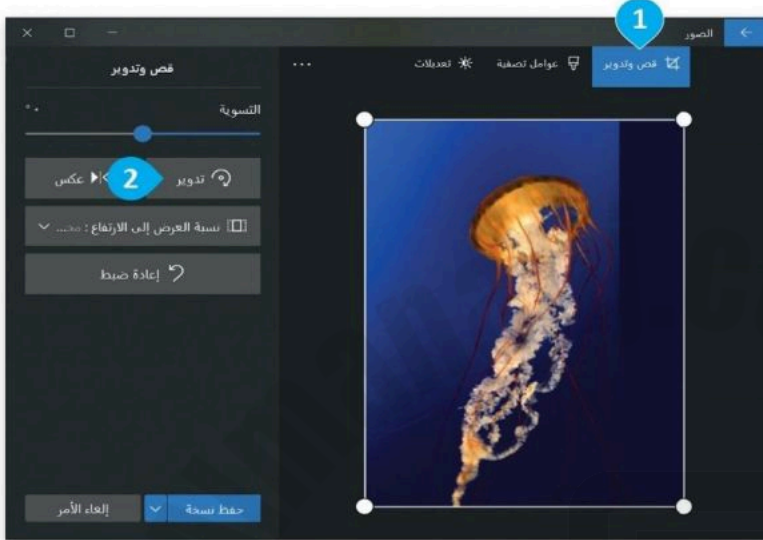 الصور
1
قص وتدوير
عوامل تصفية
تعديلات
...
قص وتدوير
التسوية
٠°
تدوير
2
عكس
نسبة العرض إلى الارتفاع :
إعادة ضبط
حفظ نسخة
إلغاء الأمر